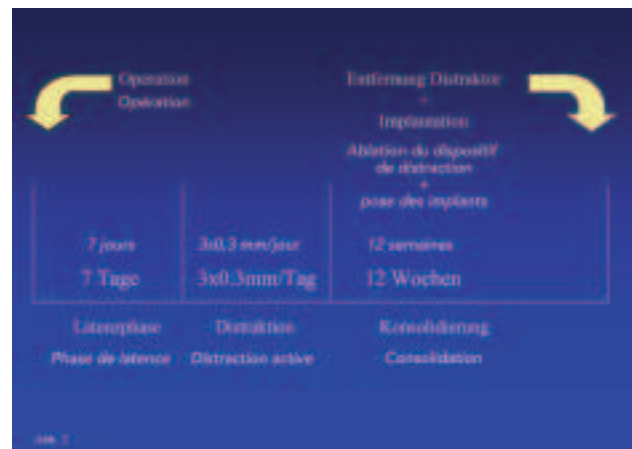 Operation
Opération
Entfernung Distraktor
+
Implantation
Ablation du dispositif
de distraction
+
pose des implants
7 jours
3x0,3 mm/jour
12 semaines
7 Tage
3x0.3mm/Tag
12 Wochen
Latenzphase
Distraktion
Konsolidierung
Phase de latence
Distraction active
Consolidation